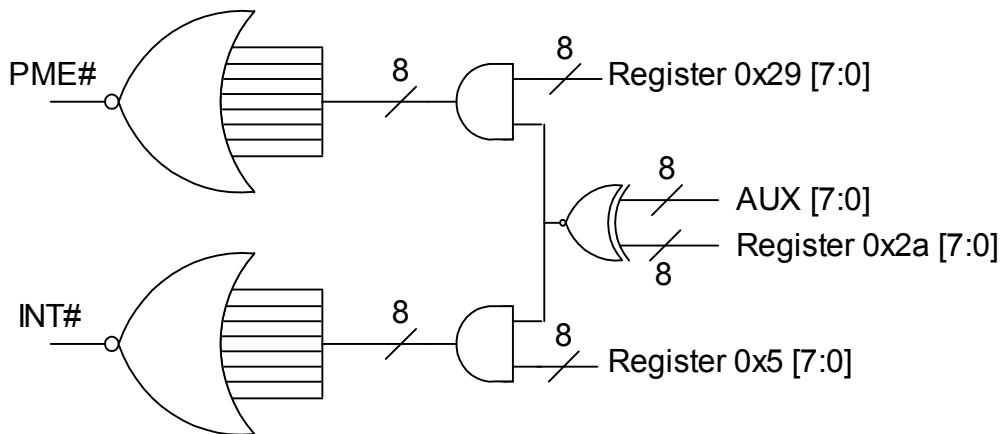 8
PME#
8
Register 0x29 [7:0]
8
AUX [7:0]
Register 0x2a [7:0]
8
INT#
8
8
Register 0x5 [7:0]